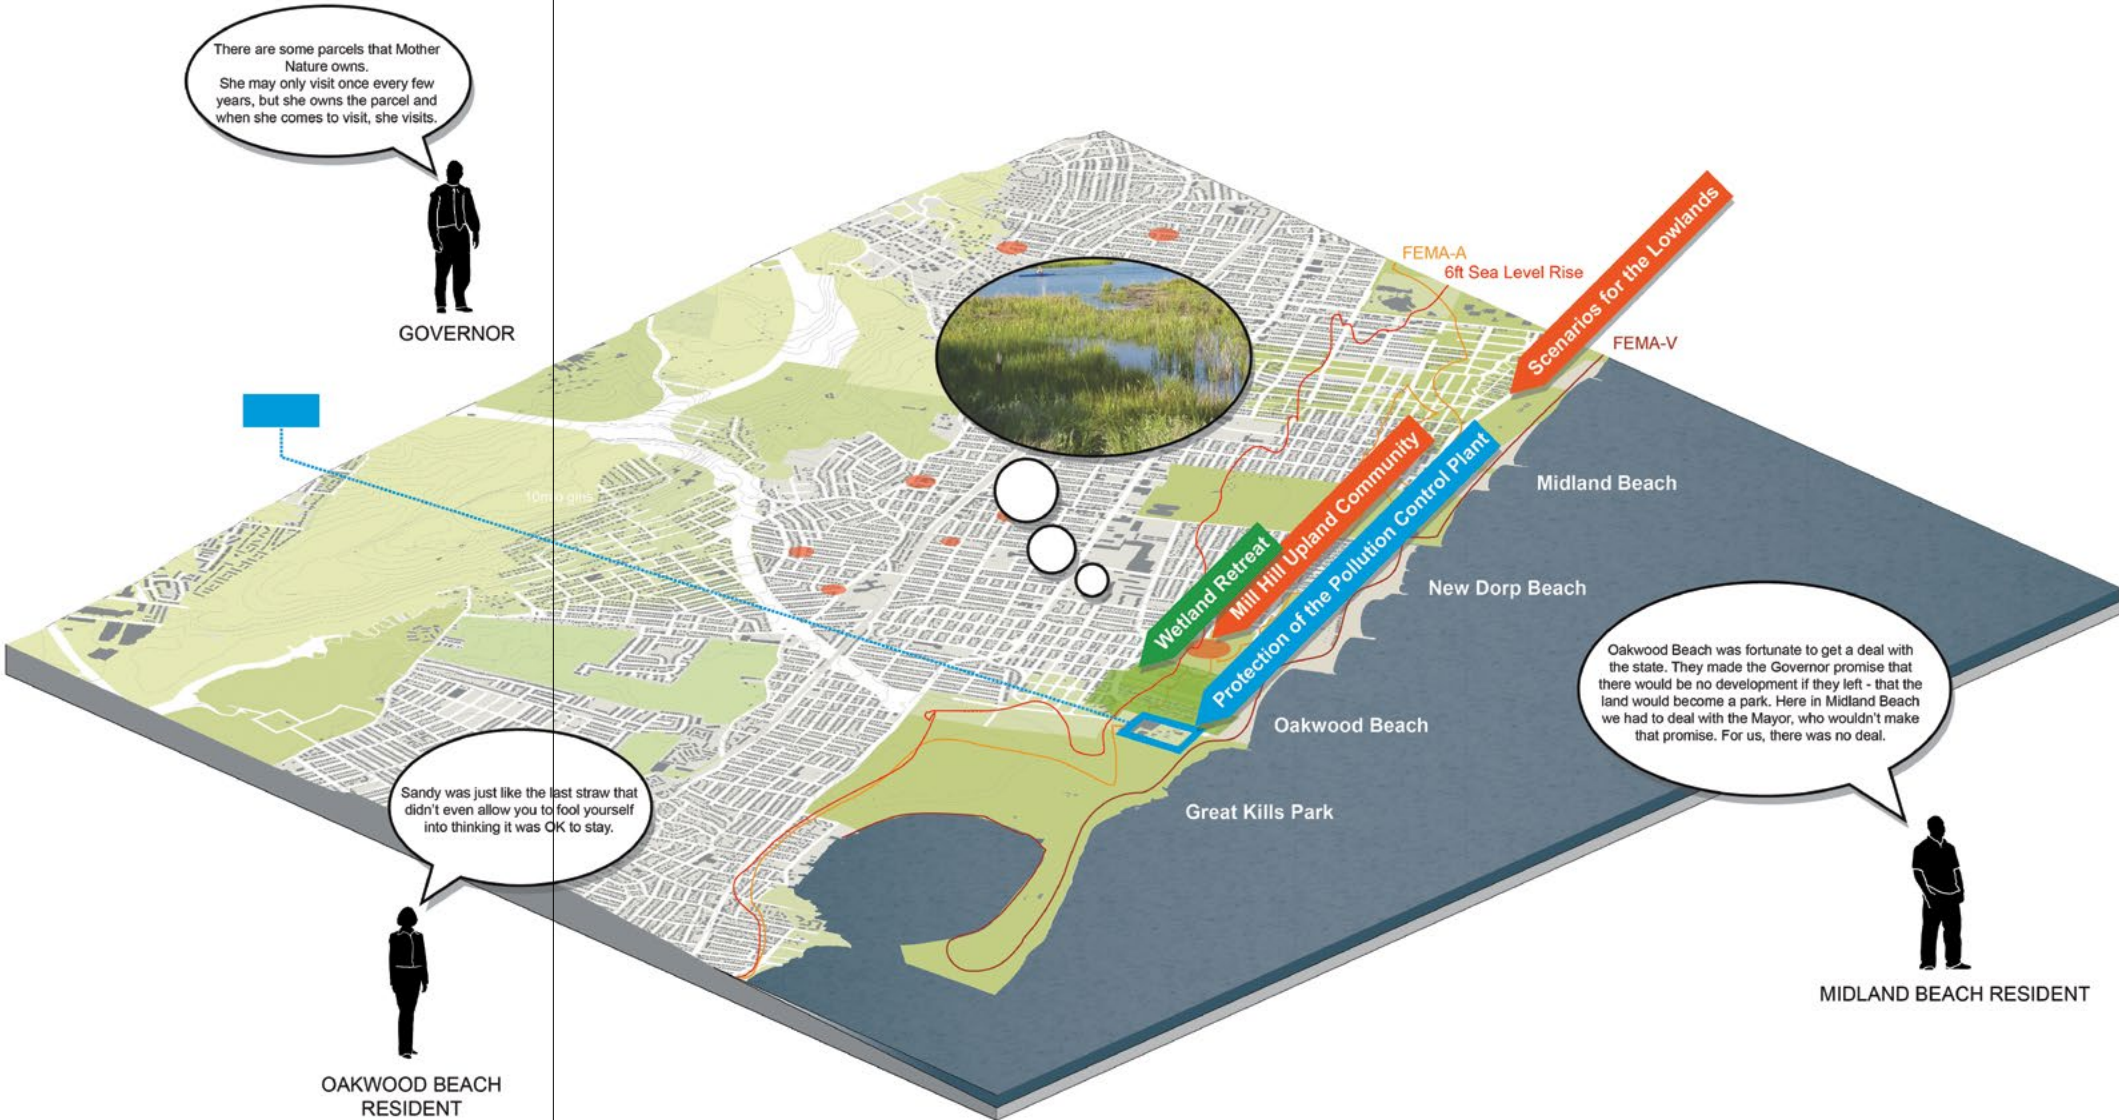 There are some parcels that Mother
Nature owns.
She may only visit once every few
years, but she owns the parcel and
when she comes to visit, she visits.
GOVERNOR
FEMA-A
6ft Sea Level Rise
Scenarios for the Lowlands
FEMA-V
Midland Beach
Mill Hill Upland Community
Protection of the Pollution Control Plant
Wetland Retreat
New Dorp Beach
Oakwood Beach
Great Kills Park
Oakwood Beach was fortunate to get a deal with
the state. They made the Governor promise that
there would be no development if they left - that the
land would become a park. Here in Midland Beach
we had to deal with the Mayor, who wouldn't make
that promise. For us, there was no deal.
MIDLAND BEACH RESIDENT
Sandy was just like the last straw that
didn't even allow you to fool yourself
into thinking it was OK to stay.
OAKWOOD BEACH
RESIDENT